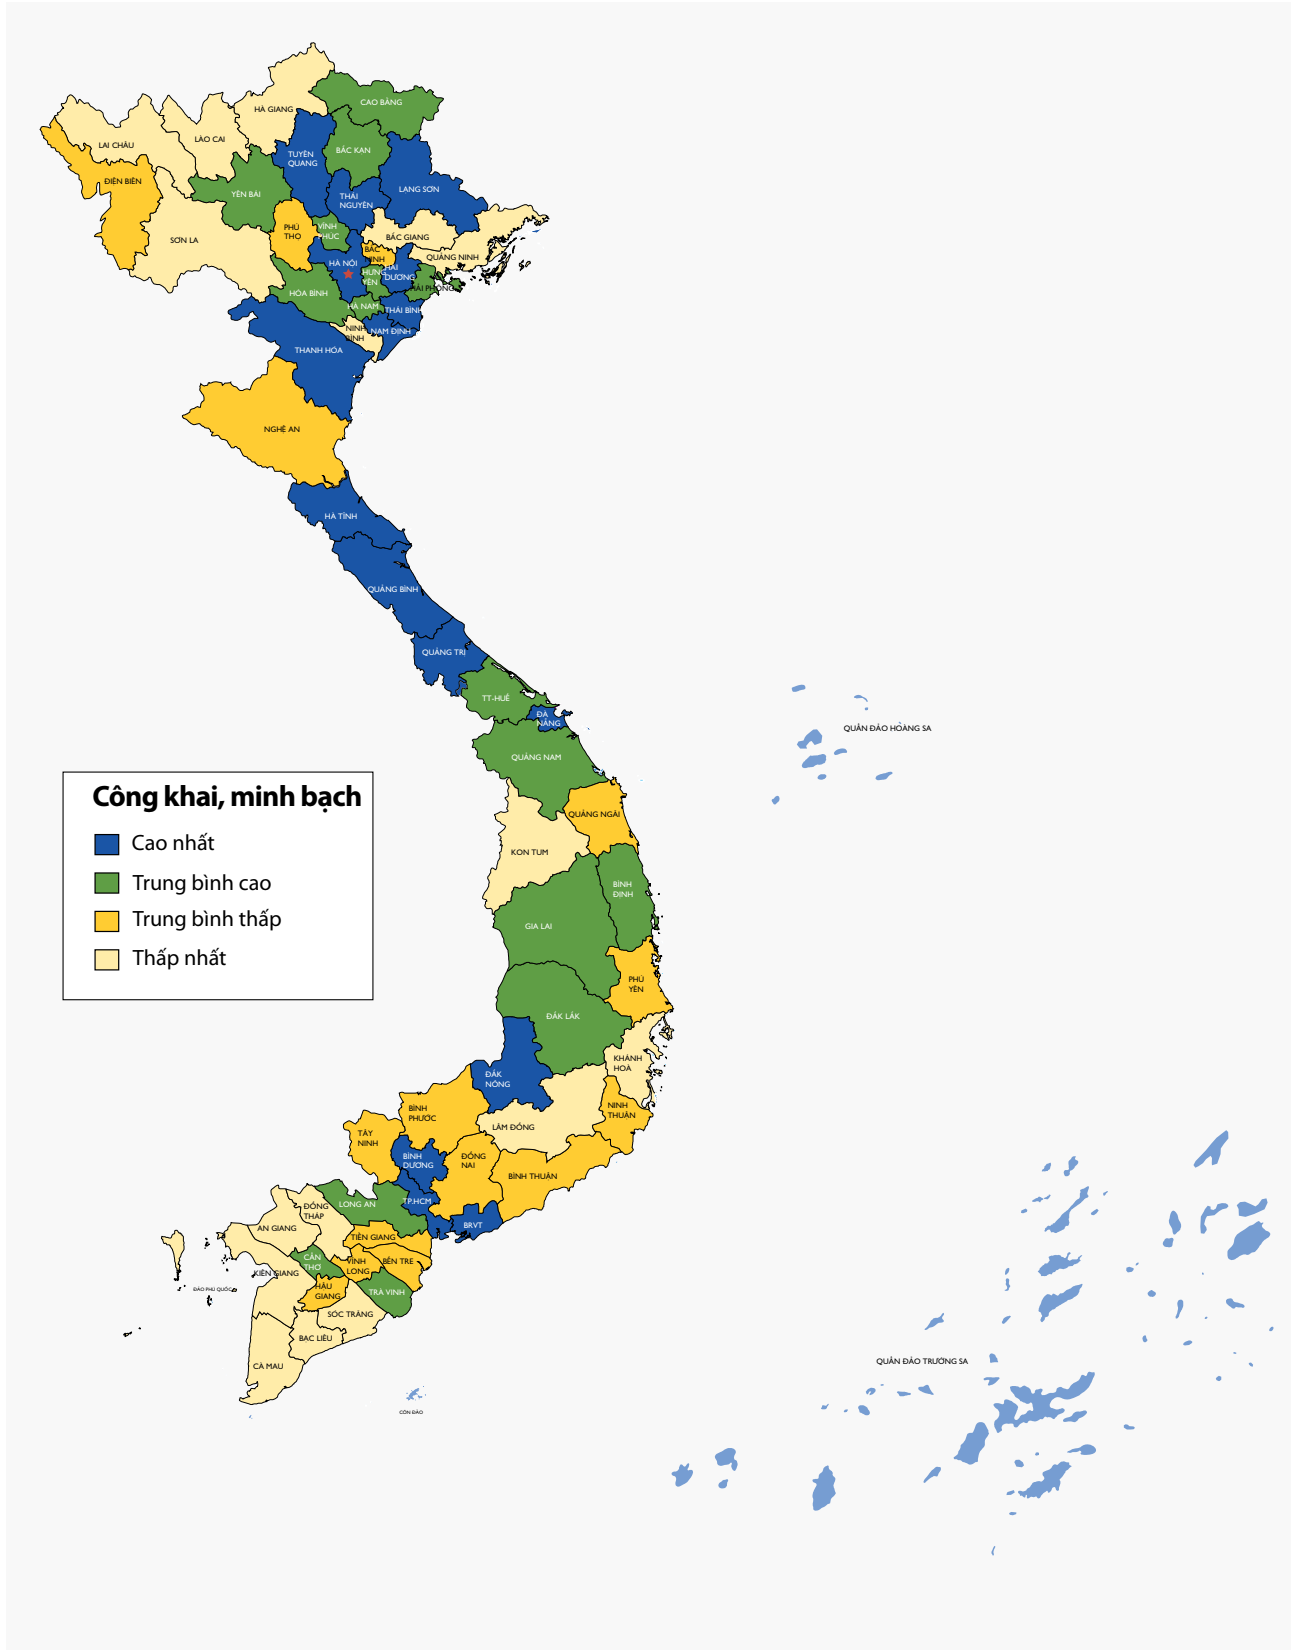 HÀ GIANG
CAO BẰNG
LAI CHÂU
LÀO CAI
TUYÊN
QUANG
BẮC KẠN
ĐIỆN BIÊN
YÊN BÁI
THÁI
NGUYÊN
LẠNG SƠN
SƠN LA
PHÚ
THỌ
VĨNH
PHÚC
BẮC GIANG
QUẢNG NINH
HÀ NỘI
BẮC
NINH
HƯNG
YÊN
HẢI
DƯƠNG
HẢI PHÒNG
HÒA BÌNH
HÀ NAM
THÁI BÌNH
NINH
BÌNH
NAM ĐỊNH
THANH HÓA
NGHỆ AN
HÀ TĨNH
QUẢNG BÌNH
QUẢNG TRỊ
TT-HUẾ
ĐÀ
NẴNG
QUẢNG NAM
QUẦN ĐẢO HOÀNG SA
Công khai, minh bạch
Cao nhất
Trung bình cao
Trung bình thấp
Thấp nhất
QUẢNG NGÃI
KON TUM
BÌNH
ĐỊNH
GIA LAI
PHÚ
YÊN
ĐẮK LẮK
KHÁNH
HOÀ
ĐẮK
NÔNG
NINH
THUẬN
LÂM ĐỒNG
BÌNH
PHƯỚC
TÂY
NINH
BÌNH
DƯƠNG
ĐỒNG
NAI
BÌNH THUẬN
TP.HCM
BRVT
LONG AN
ĐỒNG
THÁP
AN GIANG
TIỀN GIANG
CẦN
THƠ
VĨNH
LONG
BẾN TRE
KIÊN GIANG
HẬU
GIANG
TRÀ VINH
ĐẢO PHÚ QUỐC
SÓC TRĂNG
BẠC LIÊU
CÀ MAU
CÔN ĐẢO
QUẦN ĐẢO TRƯỜNG SA